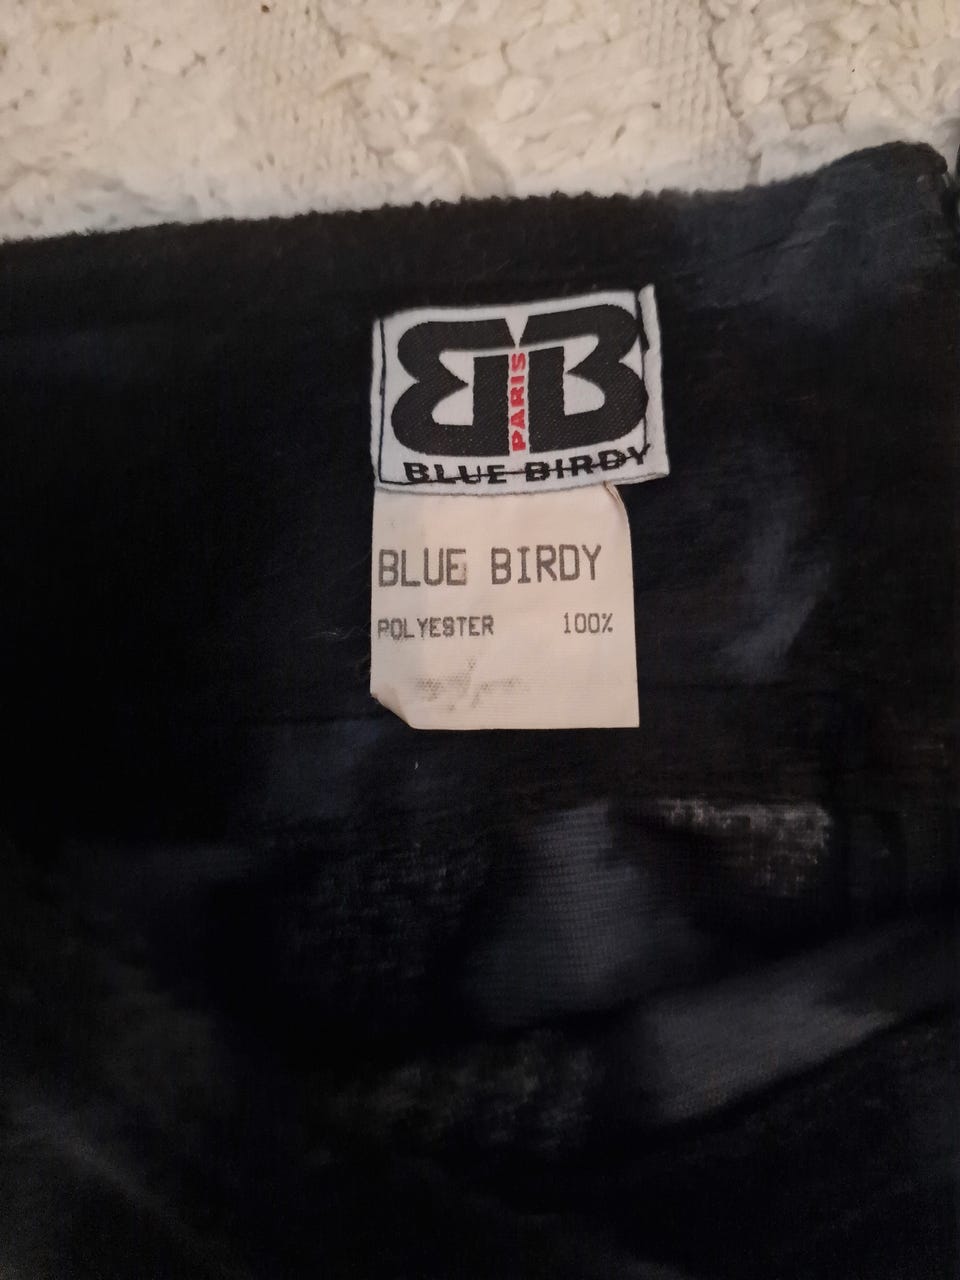 BB
PARIS
BLUE BIRDY
BLUE BIRDY
POLYESTER 100%